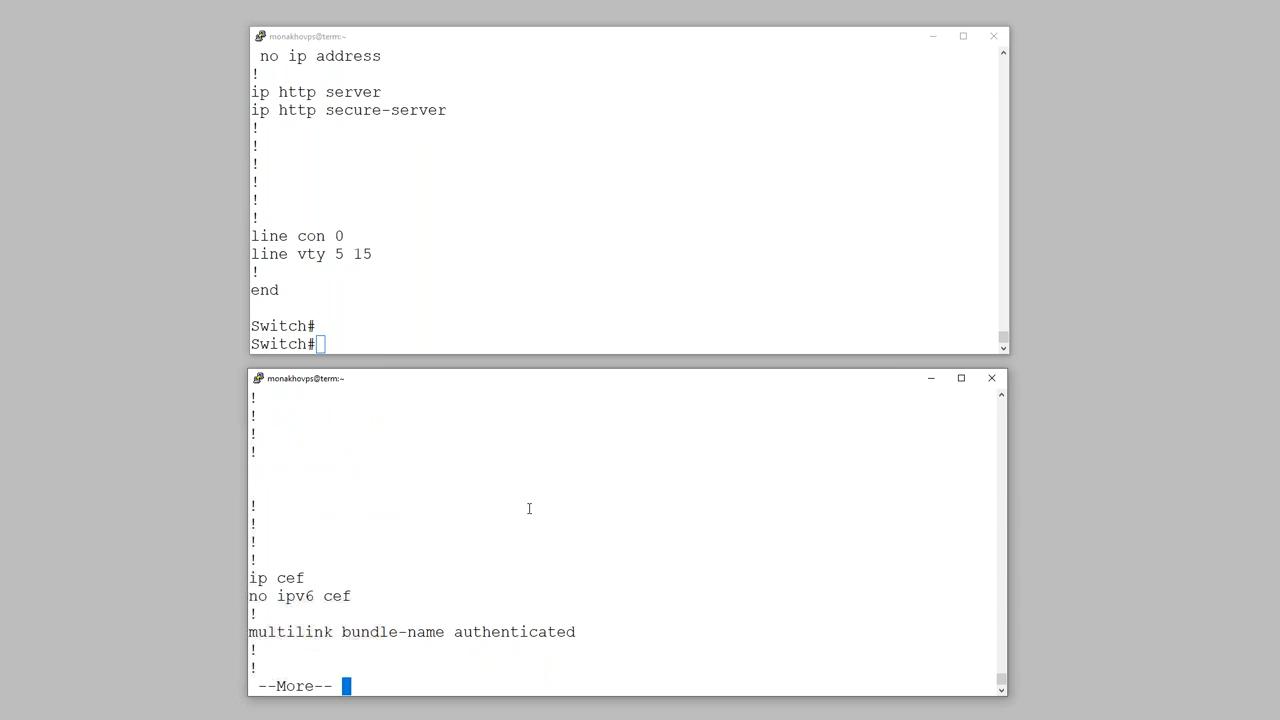 monakhovps@term:~
no ip address
!
ip http server
ip http secure-server
!
!
!
!
!
!
line con 0
line vty 5 15
!
end
Switch#
Switch#
monakhovps@term:~
!
!
!
!
!
!
!
!
ip cef
no ipv6 cef
!
multilink bundle-name authenticated
!
!
--More--